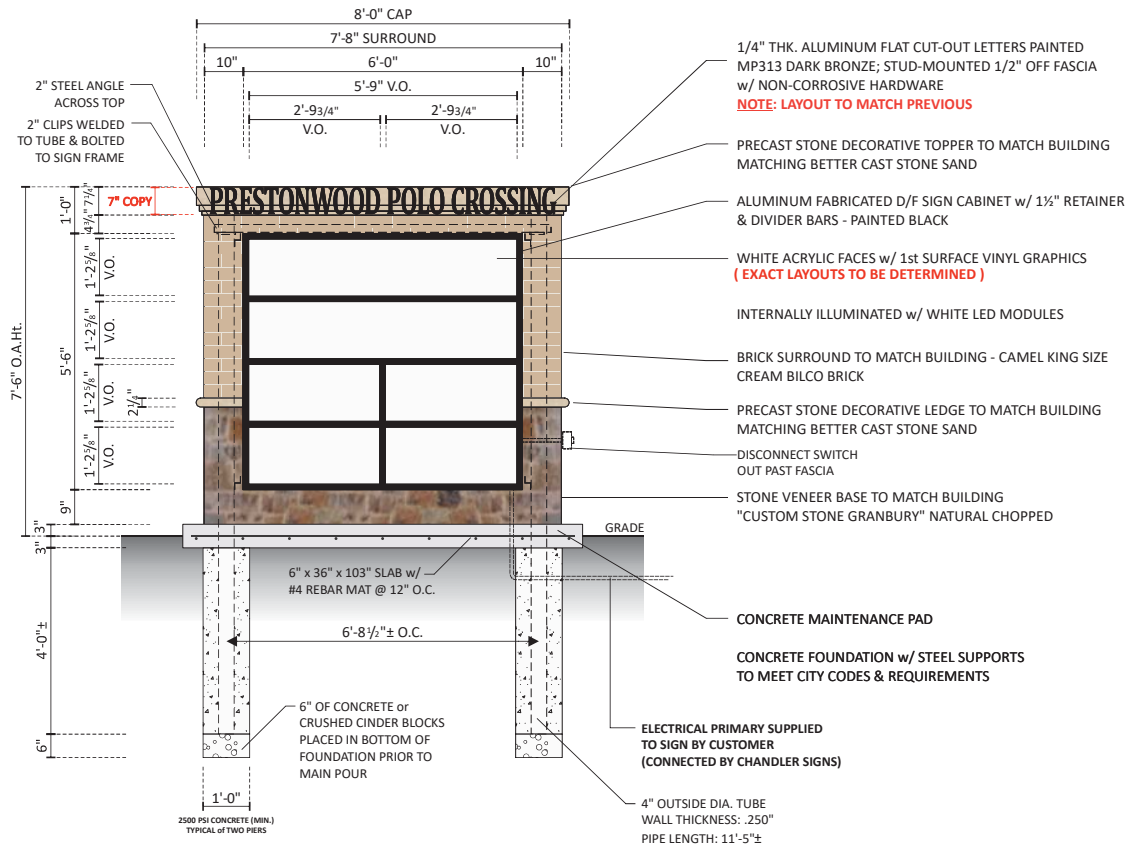 8'-0" CAP
7'-8" SURROUND
10"
6'-0"
10"
5'-9" V.O.
2'-93/4"
V.O.
2'-93/4"
V.O.
2" STEEL ANGLE
ACROSS TOP
2" CLIPS WELDED
TO TUBE & BOLTED
TO SIGN FRAME
1/4" THK. ALUMINUM FLAT CUT-OUT LETTERS PAINTED
MP313 DARK BRONZE; STUD-MOUNTED 1/2" OFF FASCIA
w/ NON-CORROSIVE HARDWARE
NOTE: LAYOUT TO MATCH PREVIOUS
PRECAST STONE DECORATIVE TOPPER TO MATCH BUILDING
MATCHING BETTER CAST STONE SAND
ALUMINUM FABRICATED D/F SIGN CABINET w/ 1½" RETAINER
& DIVIDER BARS - PAINTED BLACK
WHITE ACRYLIC FACES w/ 1st SURFACE VINYL GRAPHICS
( EXACT LAYOUTS TO BE DETERMINED )
INTERNALLY ILLUMINATED w/ WHITE LED MODULES
BRICK SURROUND TO MATCH BUILDING - CAMEL KING SIZE
CREAM BILCO BRICK
PRECAST STONE DECORATIVE LEDGE TO MATCH BUILDING
MATCHING BETTER CAST STONE SAND
DISCONNECT SWITCH
OUT PAST FASCIA
STONE VENEER BASE TO MATCH BUILDING
"CUSTOM STONE GRANBURY" NATURAL CHOPPED
PRESTONWOOD POLO CROSSING
7" COPY
7'-6" O.A.Ht.
1'-0"
7 1/4"
4 3/4"
5'-6"
1'-25/8"
V.O.
1'-25/8"
V.O.
1'-25/8"
V.O.
1'-25/8"
V.O.
2 1/4"
9"
3"
3"
4'-0"±
6"
GRADE
6" x 36" x 103" SLAB w/
#4 REBAR MAT @ 12" O.C.
6'-81/2"± O.C.
CONCRETE MAINTENANCE PAD
CONCRETE FOUNDATION w/ STEEL SUPPORTS
TO MEET CITY CODES & REQUIREMENTS
6" OF CONCRETE or
CRUSHED CINDER BLOCKS
PLACED IN BOTTOM OF
FOUNDATION PRIOR TO
MAIN POUR
ELECTRICAL PRIMARY SUPPLIED
TO SIGN BY CUSTOMER
(CONNECTED BY CHANDLER SIGNS)
1'-0"
2500 PSI CONCRETE (MIN.)
TYPICAL of TWO PIERS
4" OUTSIDE DIA. TUBE
WALL THICKNESS: .250"
PIPE LENGTH: 11'-5"±